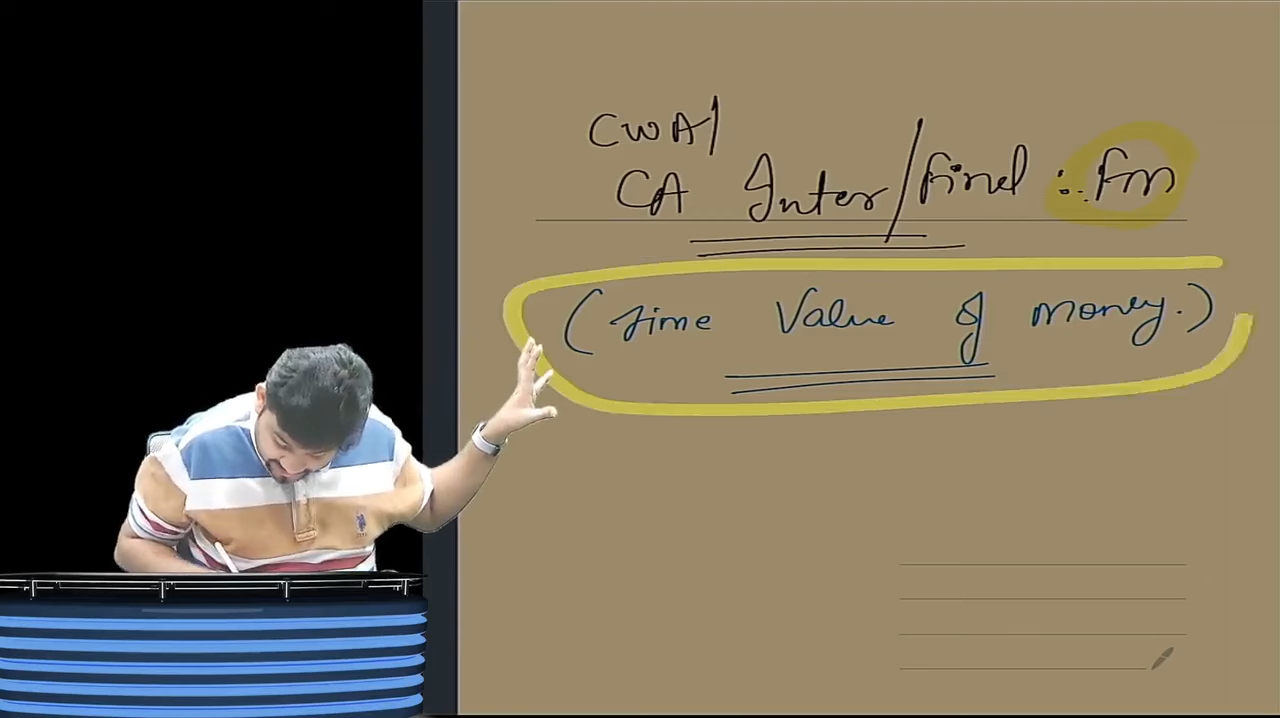 CWA/
CA Inter/Final :- Fm
(Time Value of money.)